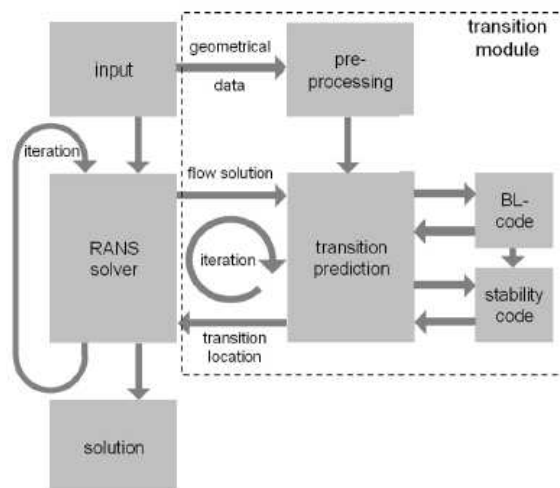 transition
module
input
geometrical
data
pre-
processing
iteration
flow solution
RANS
solver
iteration
transition
prediction
BL-
code
stability
code
transition
location
solution